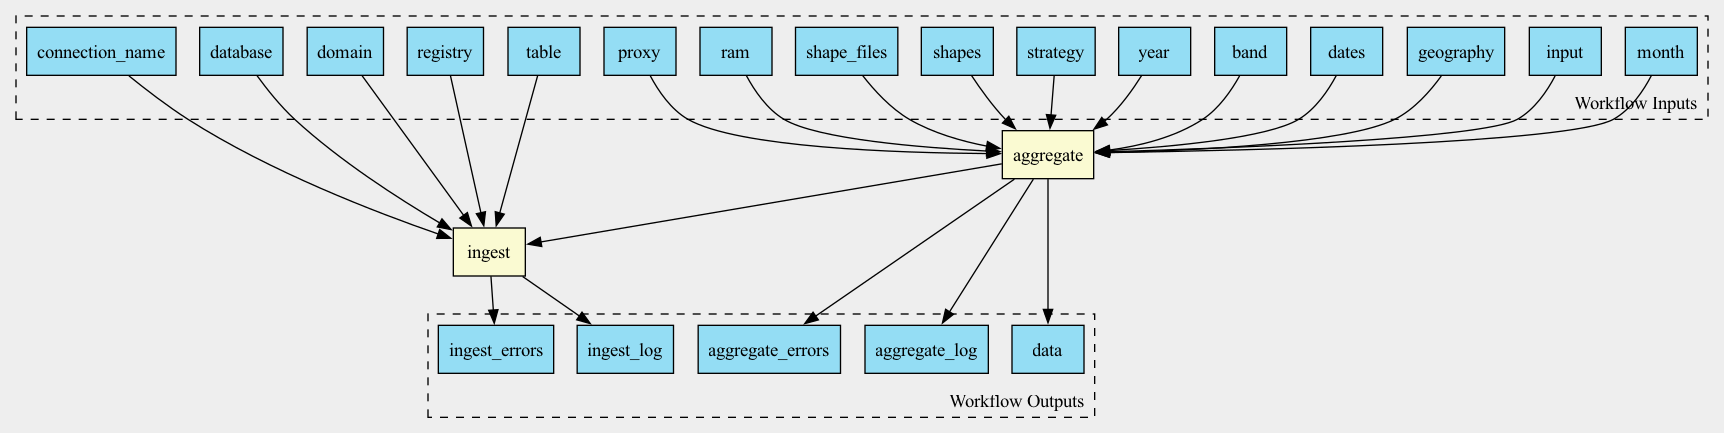 connection_name
database
domain
registry
table
proxy
ram
shape_files
shapes
strategy
year
band
dates
geography
input
month
Workflow Inputs
aggregate
ingest
ingest_errors
ingest_log
aggregate_errors
aggregate_log
data
Workflow Outputs